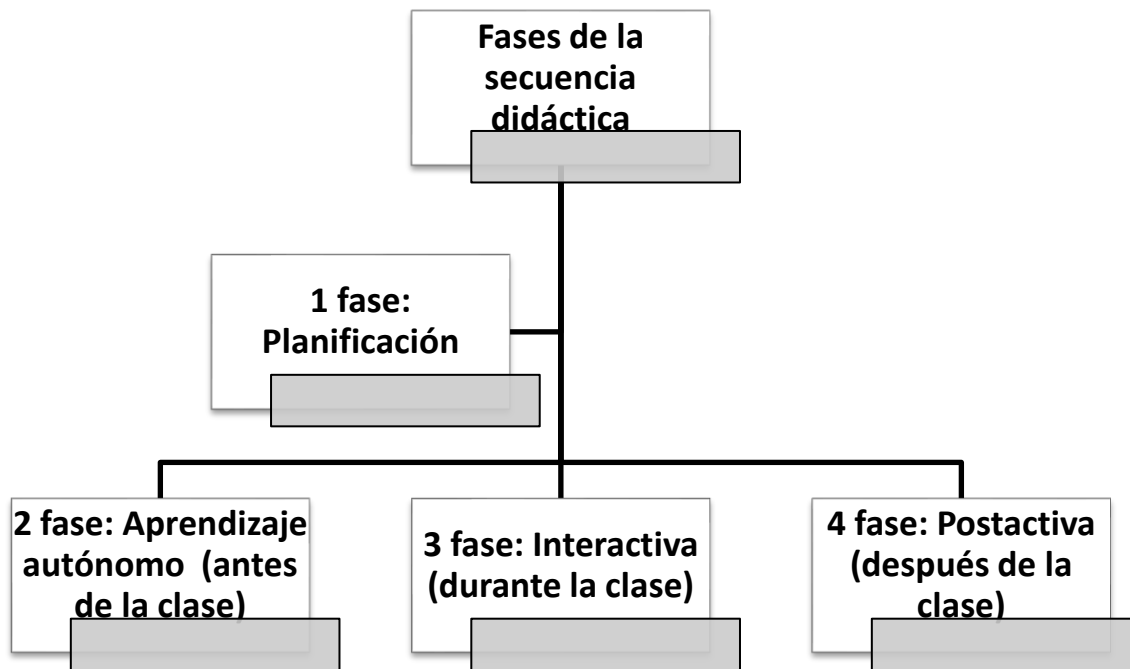 Fases de la
secuencia
didáctica
1 fase:
Planificación
2 fase: Aprendizaje
autónomo (antes
de la clase)
3 fase: Interactiva
(durante la clase)
4 fase: Postactiva
(después de la
clase)